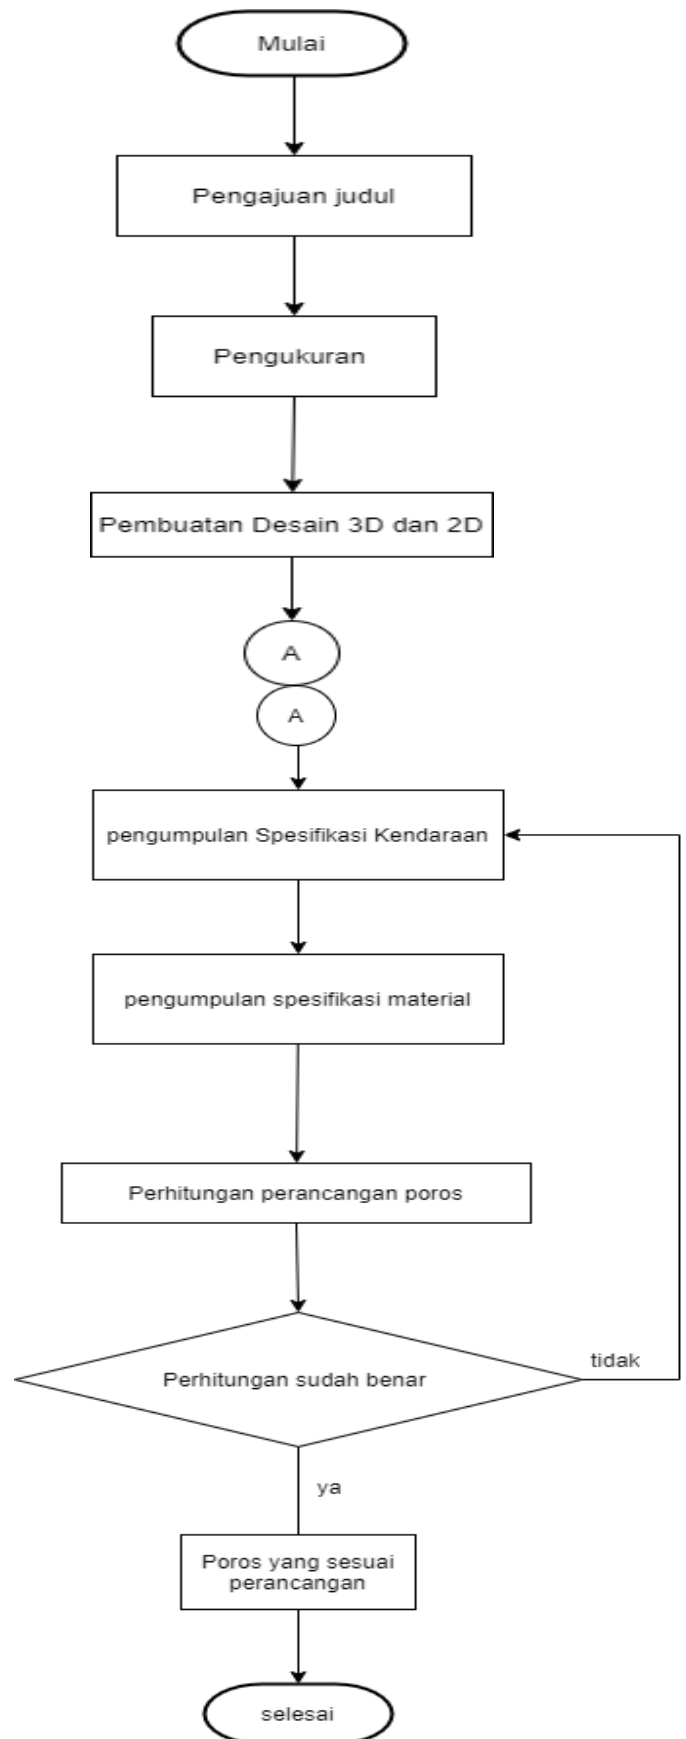 Mulai
Pengajuan judul
Pengukuran
Pembuatan Desain 3D dan 2D
A
A
pengumpulan Spesifikasi Kendaraan
pengumpulan spesifikasi material
Perhitungan perancangan poros
tidak
Perhitungan sudah benar
ya
Poros yang sesuai
perancangan
selesai